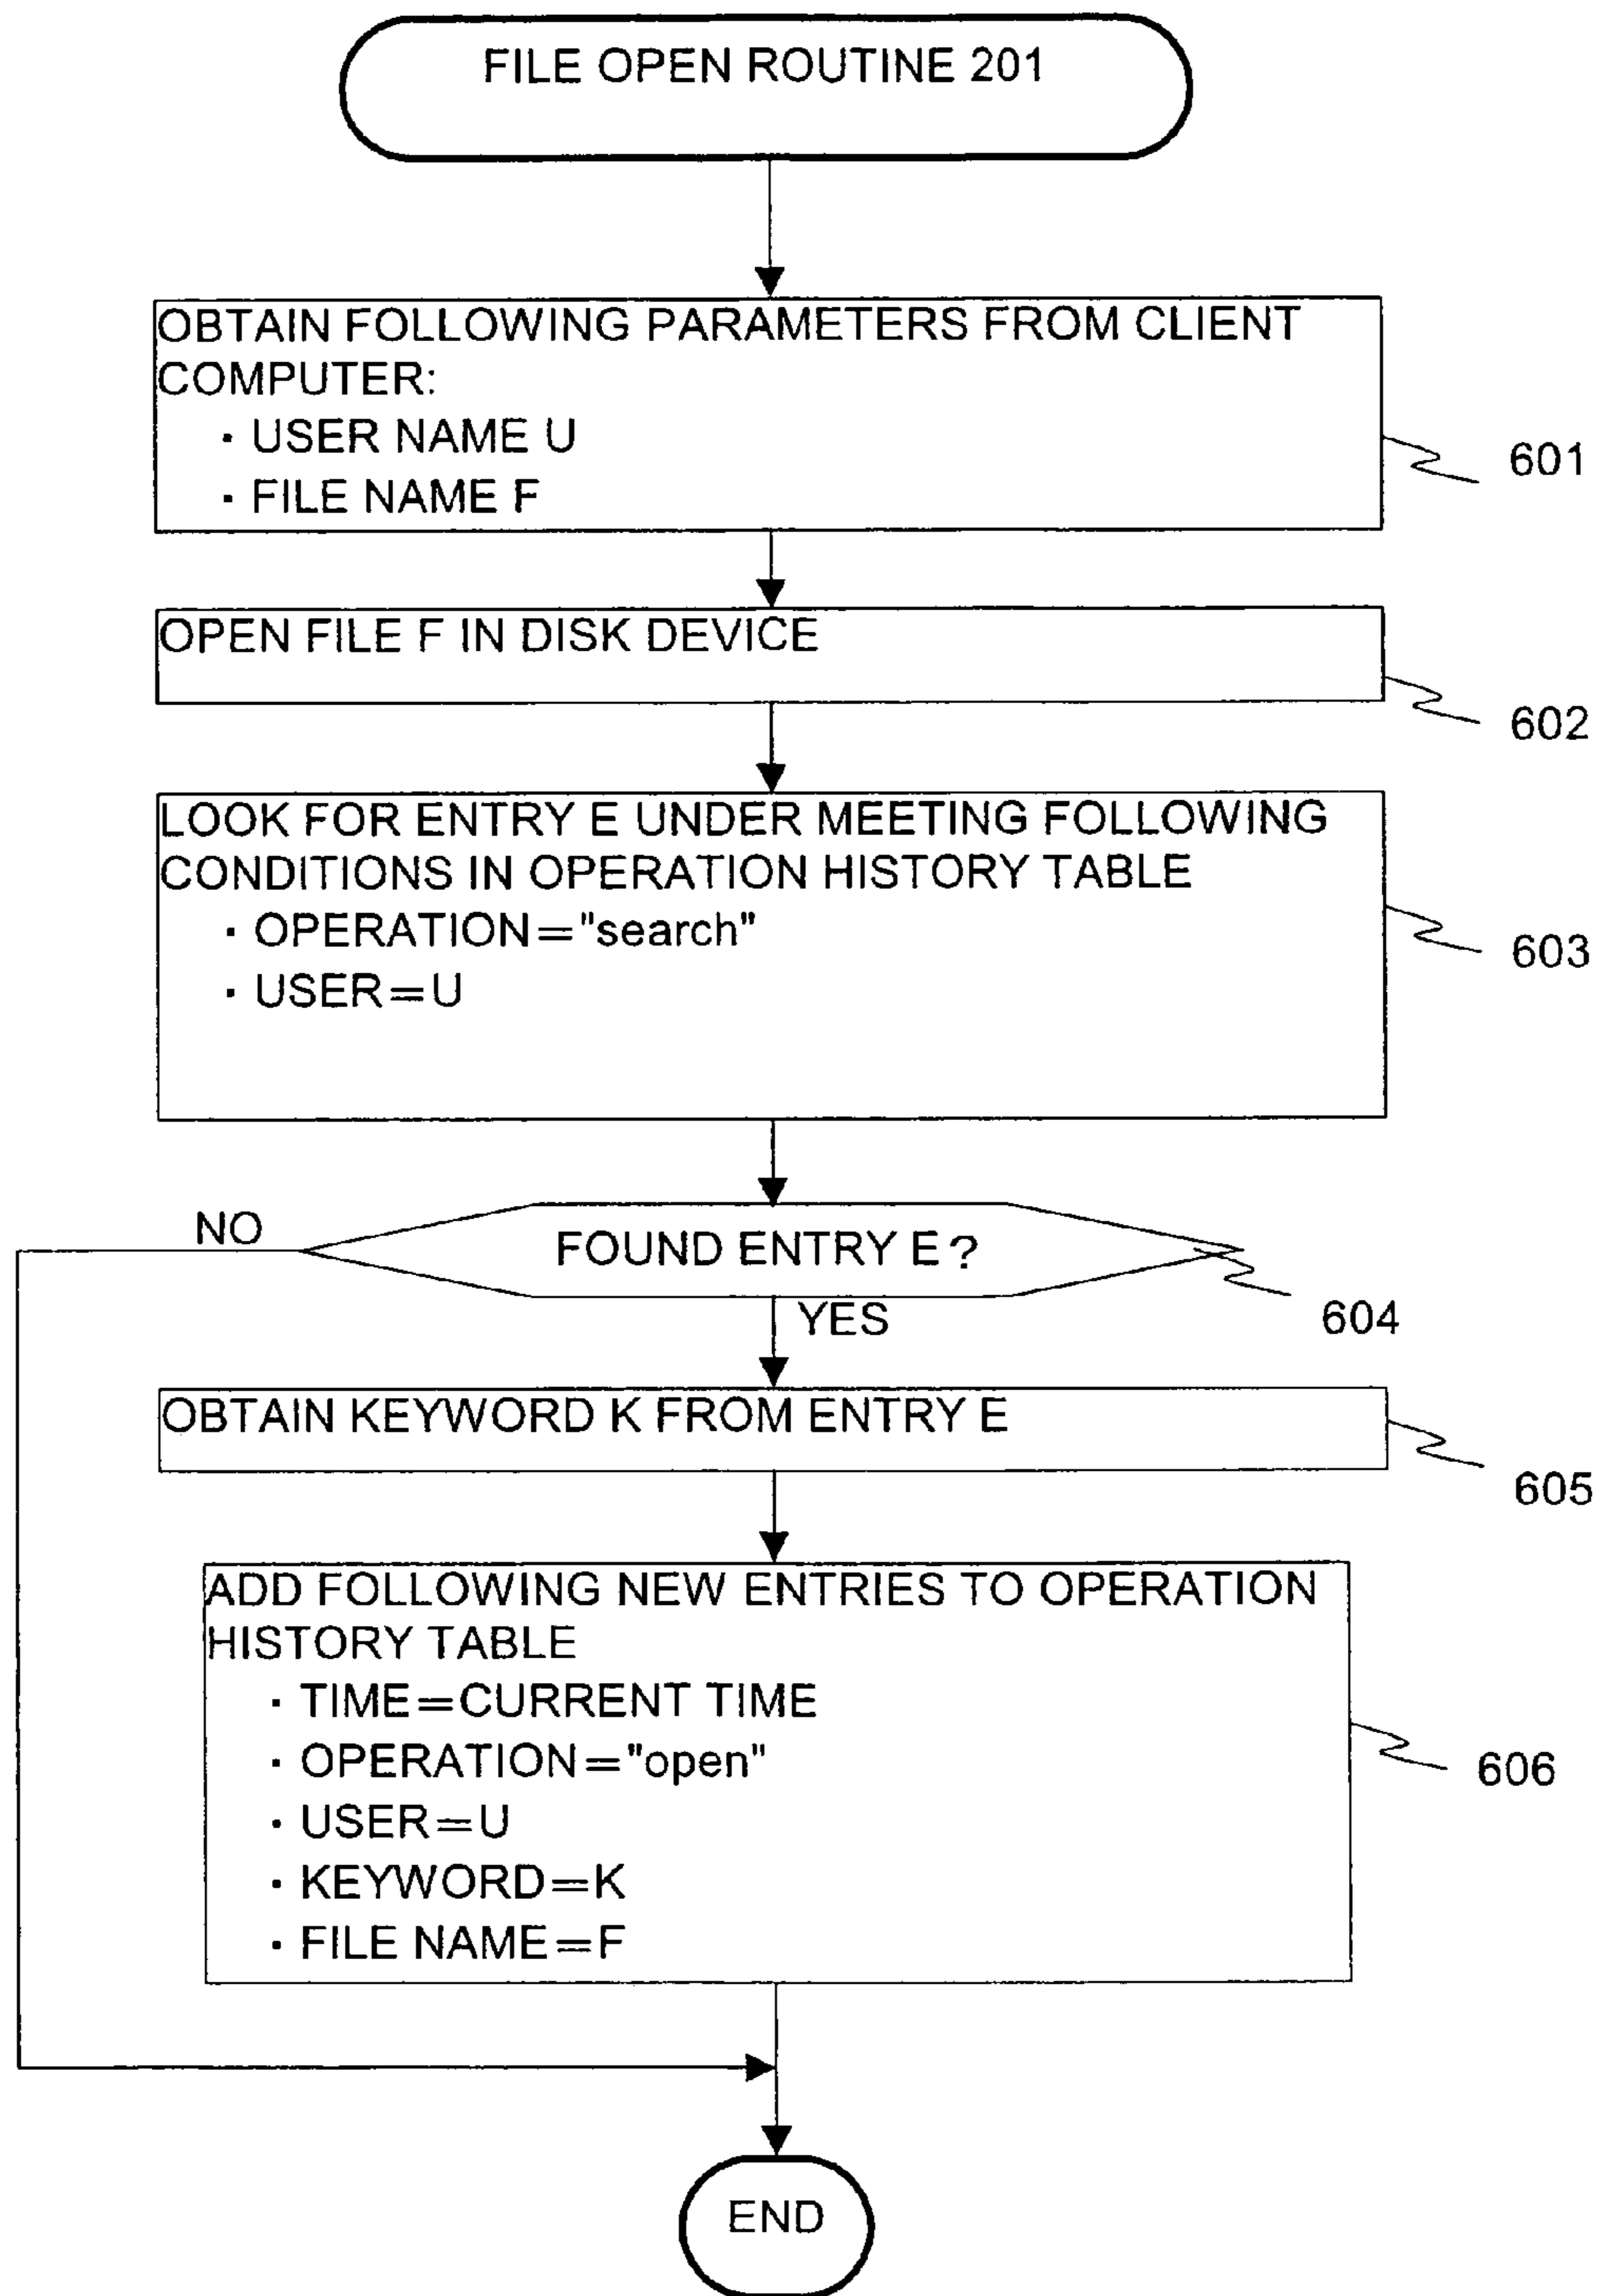 FILE OPEN ROUTINE 201
OBTAIN FOLLOWING PARAMETERS FROM CLIENT
COMPUTER:
・USER NAME U
・FILE NAME F
601
OPEN FILE F IN DISK DEVICE
602
LOOK FOR ENTRY E UNDER MEETING FOLLOWING
CONDITIONS IN OPERATION HISTORY TABLE
・OPERATION="search"
・USER=U
603
FOUND ENTRY E?
NO
YES
604
OBTAIN KEYWORD K FROM ENTRY E
605
ADD FOLLOWING NEW ENTRIES TO OPERATION
HISTORY TABLE
・TIME=CURRENT TIME
・OPERATION="open"
・USER=U
・KEYWORD=K
・FILE NAME=F
606
END